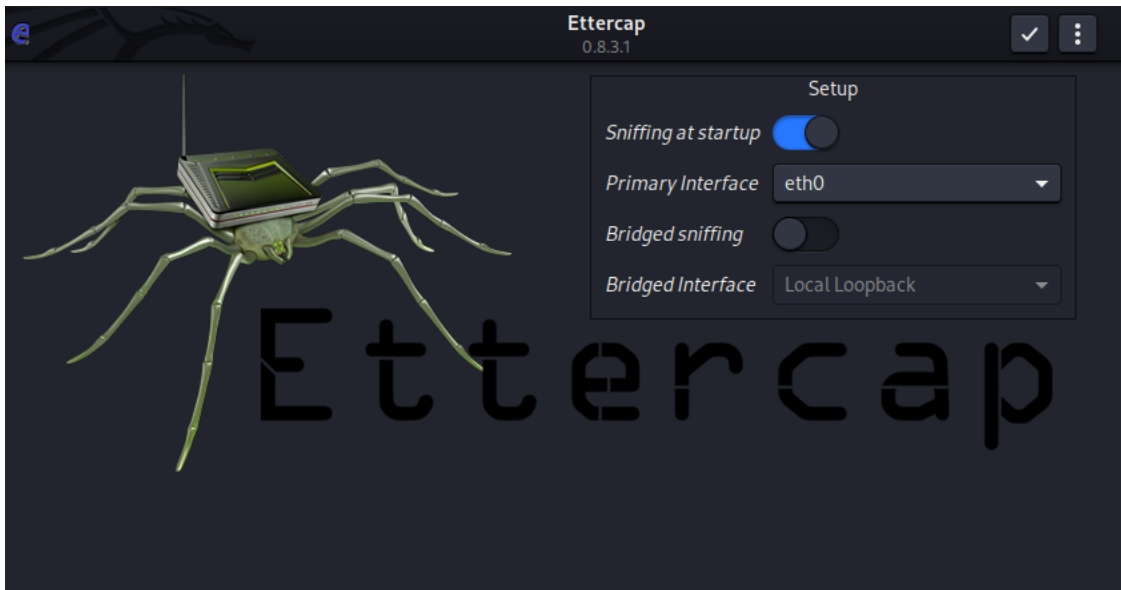 Ettercap
0.8.3.1
Setup
Sniffing at startup
Primary Interface eth0
Bridged sniffing
Bridged Interface Local Loopback
Ettercap